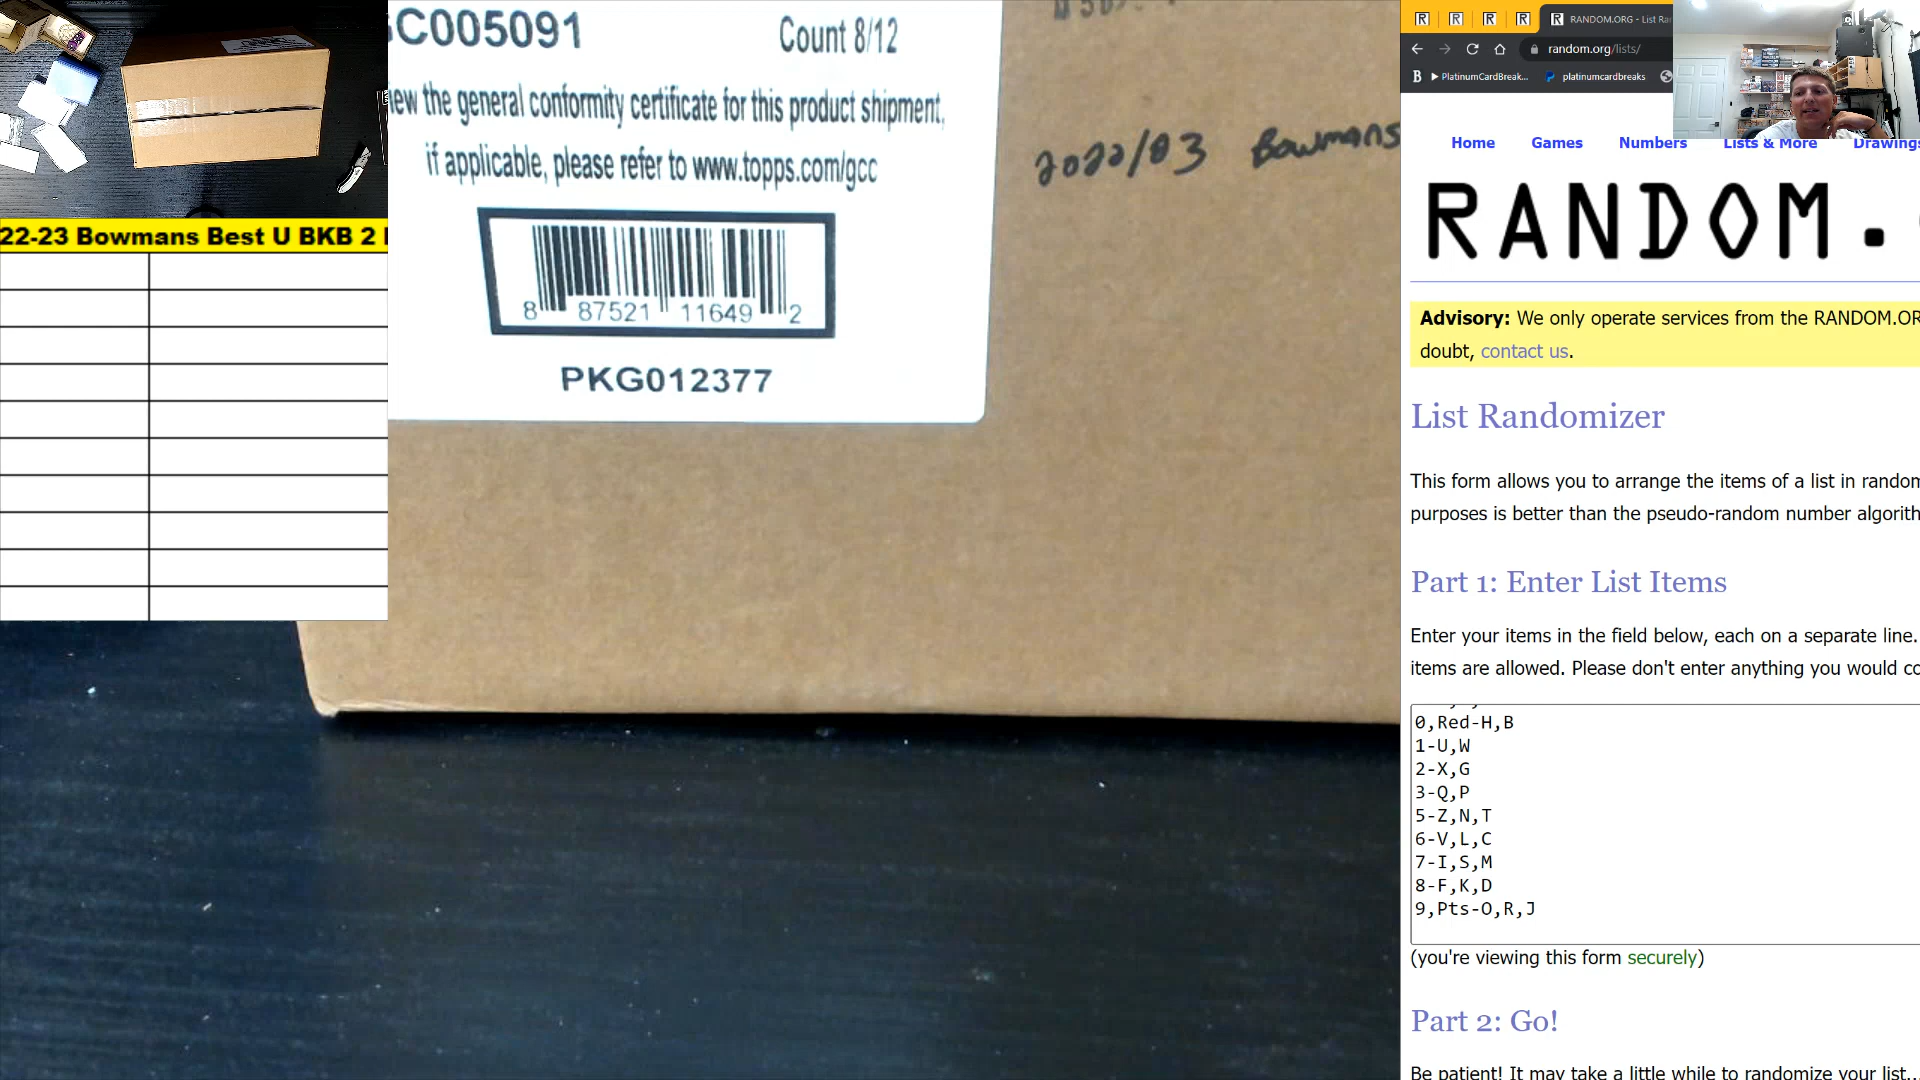 22-23 Bowmans Best U BKB 2
GC005091
Count 8/12
the general conformity certificate for this product shipment,
if applicable, please refer to www.topps.com/gcc
8 87521 11649 2
PKG012377
2022/03 Bowmans
RANDOM.ORG - List Ra
random.org/lists/
B
PlatinumCardBreak...
platinumcardbreaks
Home
Games
Numbers
Lists & More
Drawings
RANDOM.
Advisory: We only operate services from the RANDOM.OR
doubt, contact us.
List Randomizer
This form allows you to arrange the items of a list in random
purposes is better than the pseudo-random number algorith
Part 1: Enter List Items
Enter your items in the field below, each on a separate line.
items are allowed. Please don't enter anything you would co
0,Red-H,B
1-U,W
2-X,G
3-Q,P
5-Z,N,T
6-V,L,C
7-I,S,M
8-F,K,D
9,Pts-O,R,J
(you're viewing this form securely)
Part 2: Go!
Be patient! It may take a little while to randomize your list...